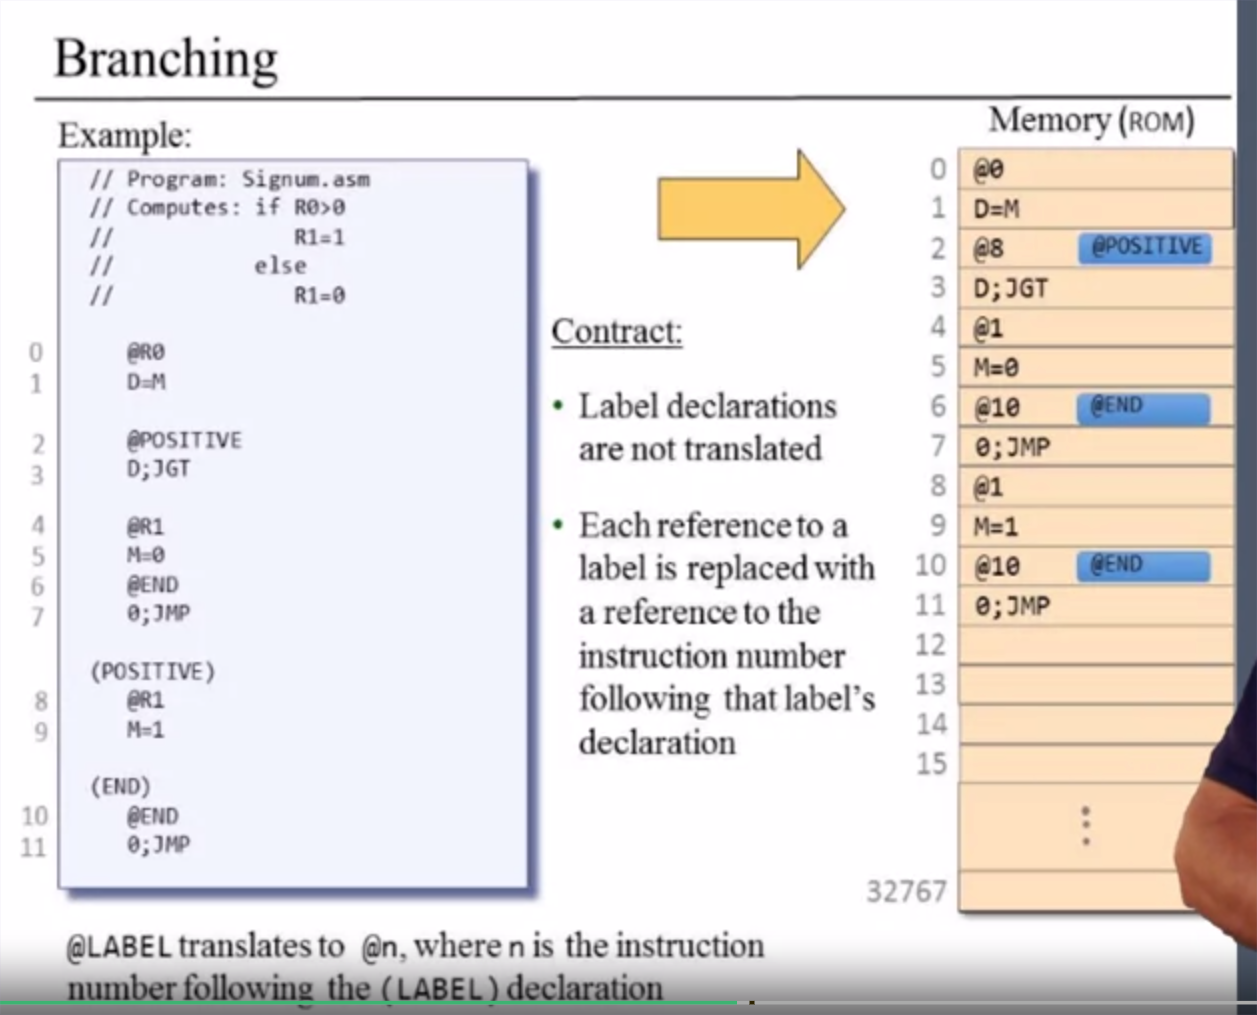 Branching
Example:
// Program: Signum.asm
// Computes: if R0>0
// R1=1
// else
// R1=0
0 @R0
1 D=M
2 @POSITIVE
3 D;JGT
4 @R1
5 M=0
6 @END
7 0;JMP
(POSITIVE)
8 @R1
9 M=1
(END)
10 @END
11 0;JMP
@LABEL translates to @n, where n is the instruction
number following the (LABEL) declaration
Contract:
• Label declarations
are not translated
• Each reference to a
label is replaced with
a reference to the
instruction number
following that label's
declaration
Memory (ROM)
0 @0
1 D=M
2 @8 @POSITIVE
3 D;JGT
4 @1
5 M=0
6 @10 @END
7 0;JMP
8 @1
9 M=1
10 @10 @END
11 0;JMP
12
13
14
15
32767